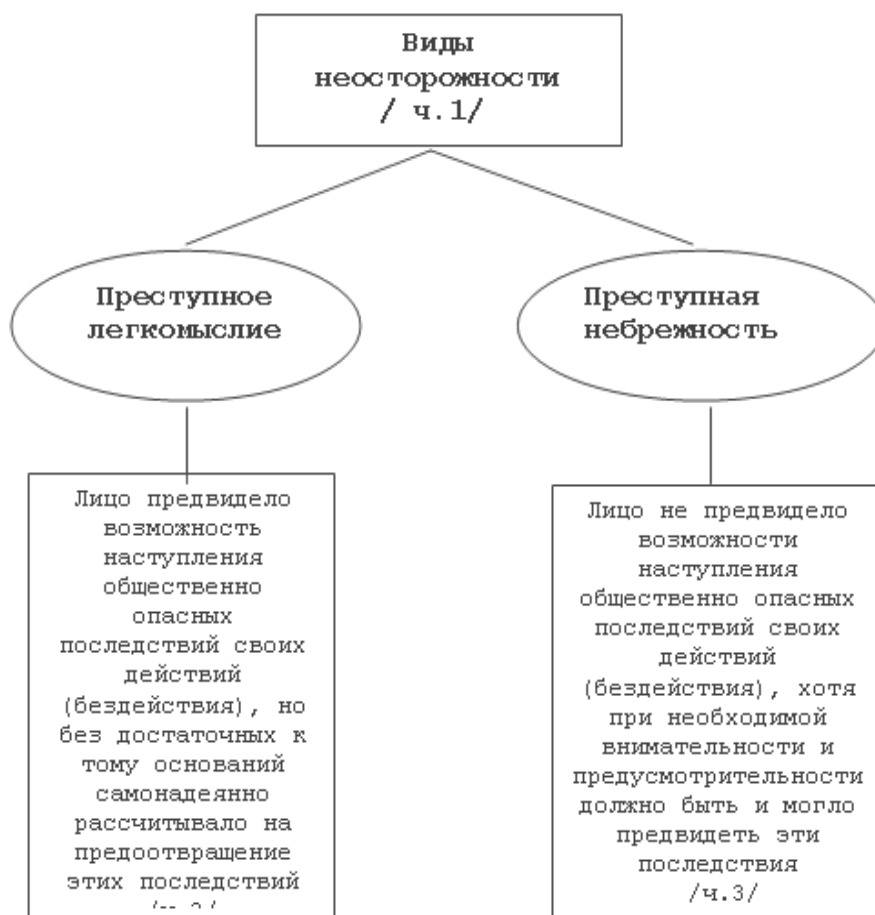 Виды
неосторожности
/ ч.1/
Преступное
легкомыслие
Преступная
небрежность
Лицо предвидело
возможность
наступления
общественно
опасных
последствий своих
действий
(бездействия), но
без достаточных к
тому оснований
самонадеянно
рассчитывало на
предоотвращение
этих последствий
Лицо не предвидело
возможности
наступления
общественно опасных
последствий своих
действий
(бездействия), хотя
при необходимой
внимательности и
предусмотрительности
должно быть и могло
предвидеть эти
последствия
/ч.3/